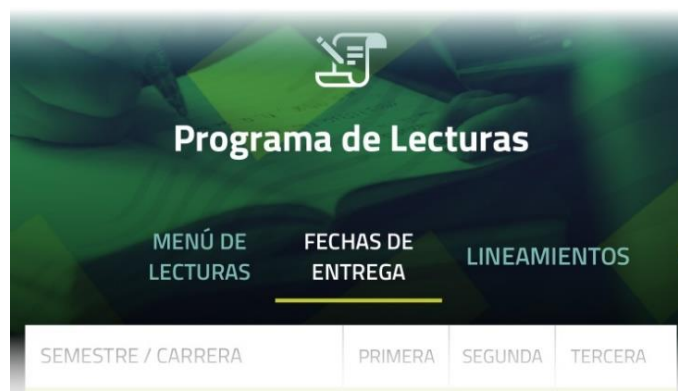 Programa de Lecturas
MENÚ DE LECTURAS
FECHAS DE ENTREGA
LINEAMIENTOS
SEMESTRE / CARRERA PRIMERA SEGUNDA TERCERA